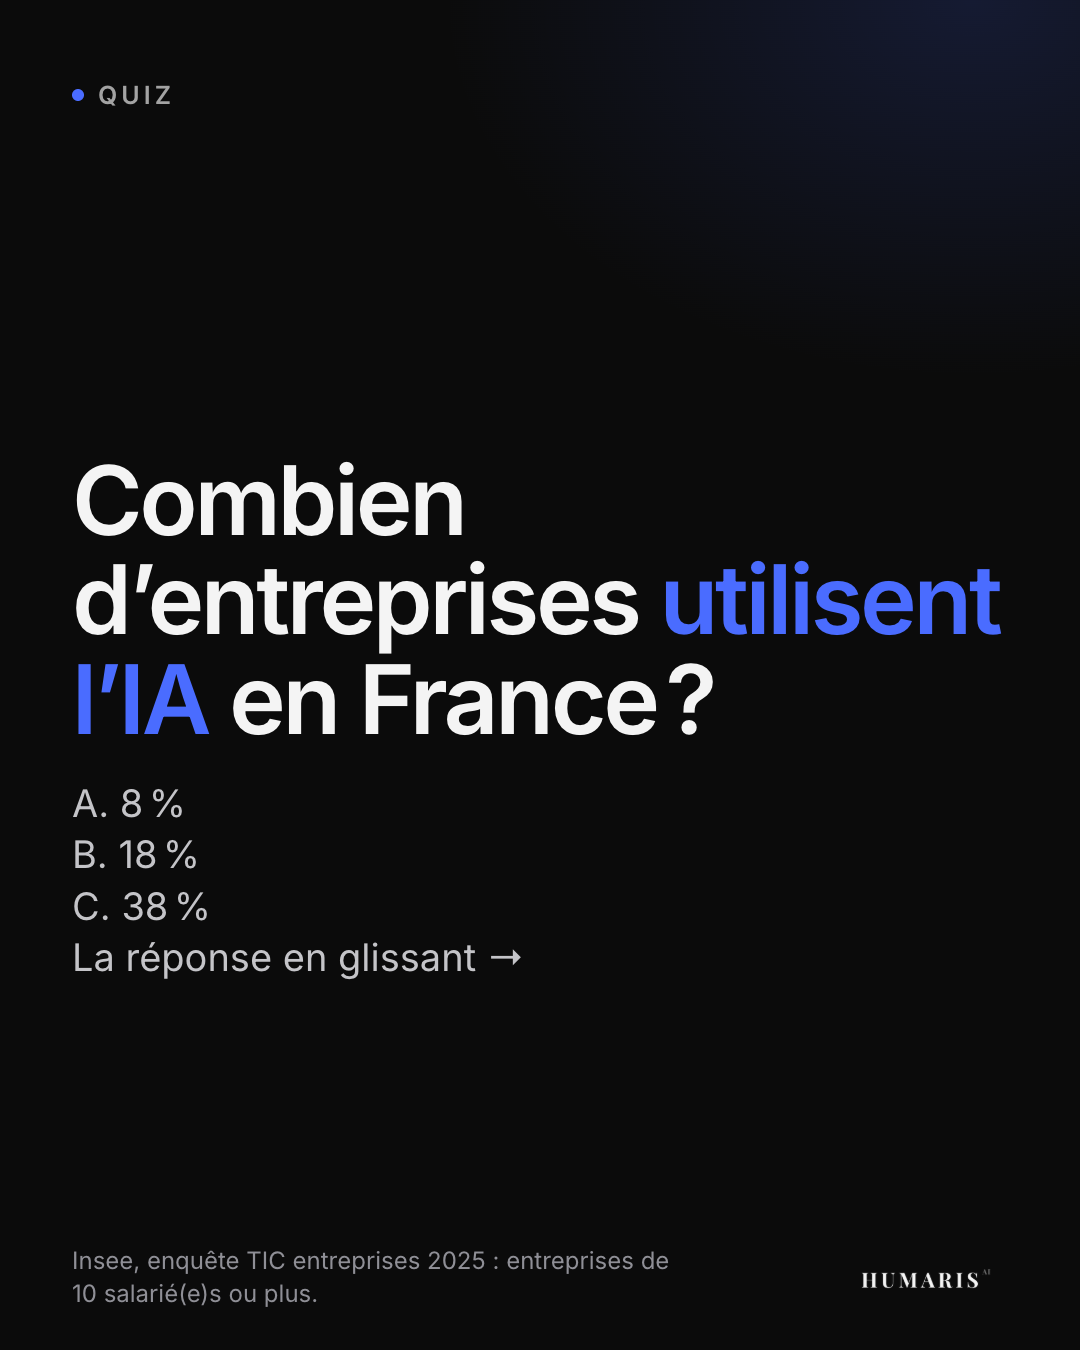 QUIZ
Combien
d’entreprises utilisent
l’IA en France ?
A. 8 %
B. 18 %
C. 38 %
La réponse en glissant →
Insee, enquête TIC entreprises 2025 : entreprises de
10 salarié(e)s ou plus.
HUMARIS AI